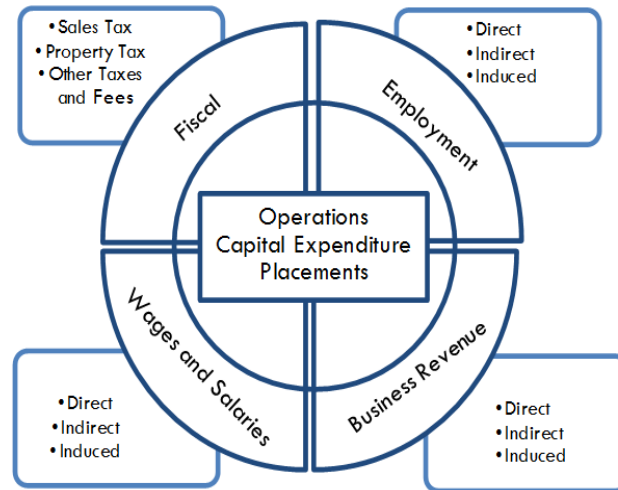 •Sales Tax
•Property Tax
•Other Taxes
and Fees
Fiscal
•Direct
•Indirect
•Induced
Employment
Operations
Capital Expenditure
Placements
Wages and Salaries
•Direct
•Indirect
•Induced
Business Revenue
•Direct
•Indirect
•Induced